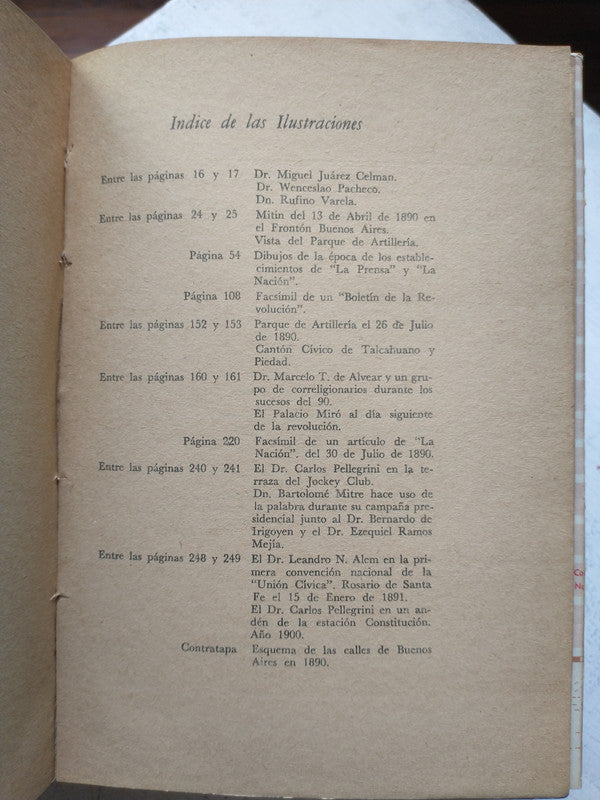 Indice de las Ilustraciones
Entre las páginas 16 y 17 Dr. Miguel Juárez Celman.
Dr. Wenceslao Pacheco.
Dn. Rufino Varela.
Entre las páginas 24 y 25 Mitin del 13 de Abril de 1890 en
el Frontón Buenos Aires.
Vista del Parque de Artillería.
Página 54 Dibujos de la época de los estable-
cimientos de "La Prensa" y "La
Nación".
Página 108 Facsímil de un "Boletín de la Re-
volución".
Entre las páginas 152 y 153 Parque de Artillería el 26 de Julio
de 1890.
Cantón Cívico de Talcahuano y
Piedad.
Entre las páginas 160 y 161 Dr. Marcelo T. de Alvear y un gru-
po de correligionarios durante los
sucesos del 90.
El Palacio Miró al día siguiente
de la revolución.
Página 220 Facsímil de un artículo de "La
Nación". del 30 de Julio de 1890.
Entre las páginas 240 y 241 El Dr. Carlos Pellegrini en la te-
rraza del Jockey Club.
Dn. Bartolomé Mitre hace uso de
la palabra durante su campaña pre-
sidencial junto al Dr. Bernardo de
Irigoyen y el Dr. Ezequiel Ramos
Mejía.
Entre las páginas 248 y 249 El Dr. Leandro N. Alem en la pri-
mera convención nacional de la
"Unión Cívica". Rosario de Santa
Fe el 15 de Enero de 1891.
El Dr. Carlos Pellegrini en un an-
dén de la estación Constitución.
Año 1900.
Contratapa Esquema de las calles de Buenos
Aires en 1890.